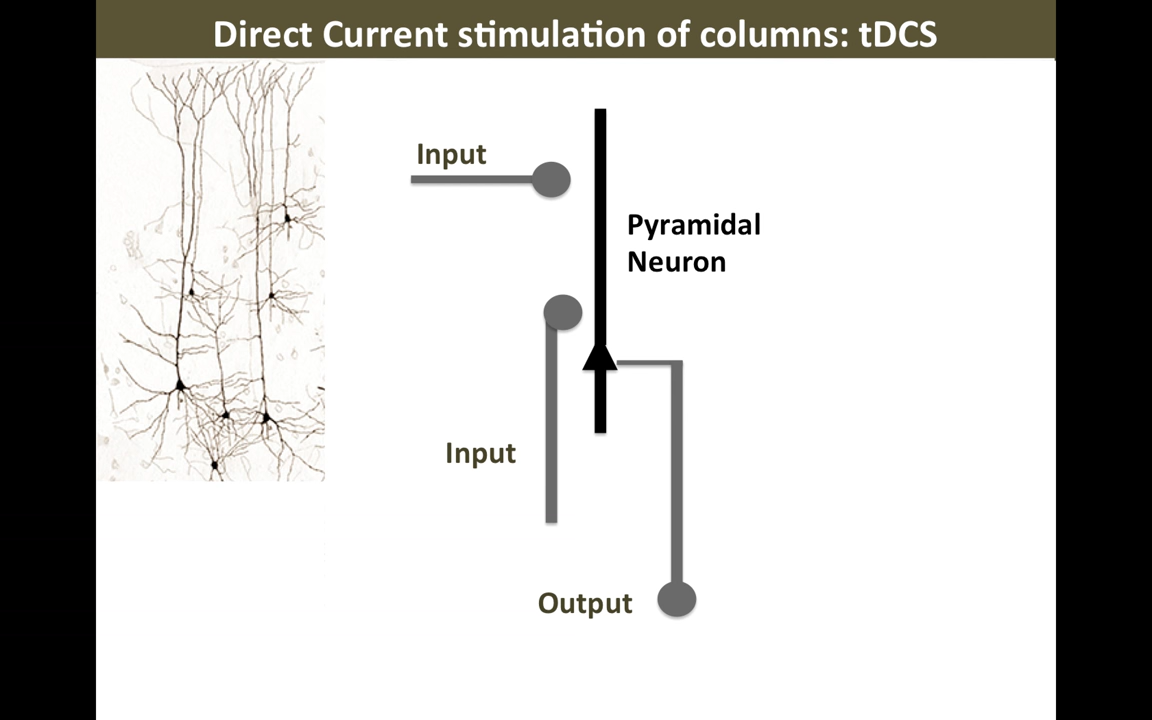 Direct Current stimulation of columns: tDCS
Input
Pyramidal
Neuron
Input
Output